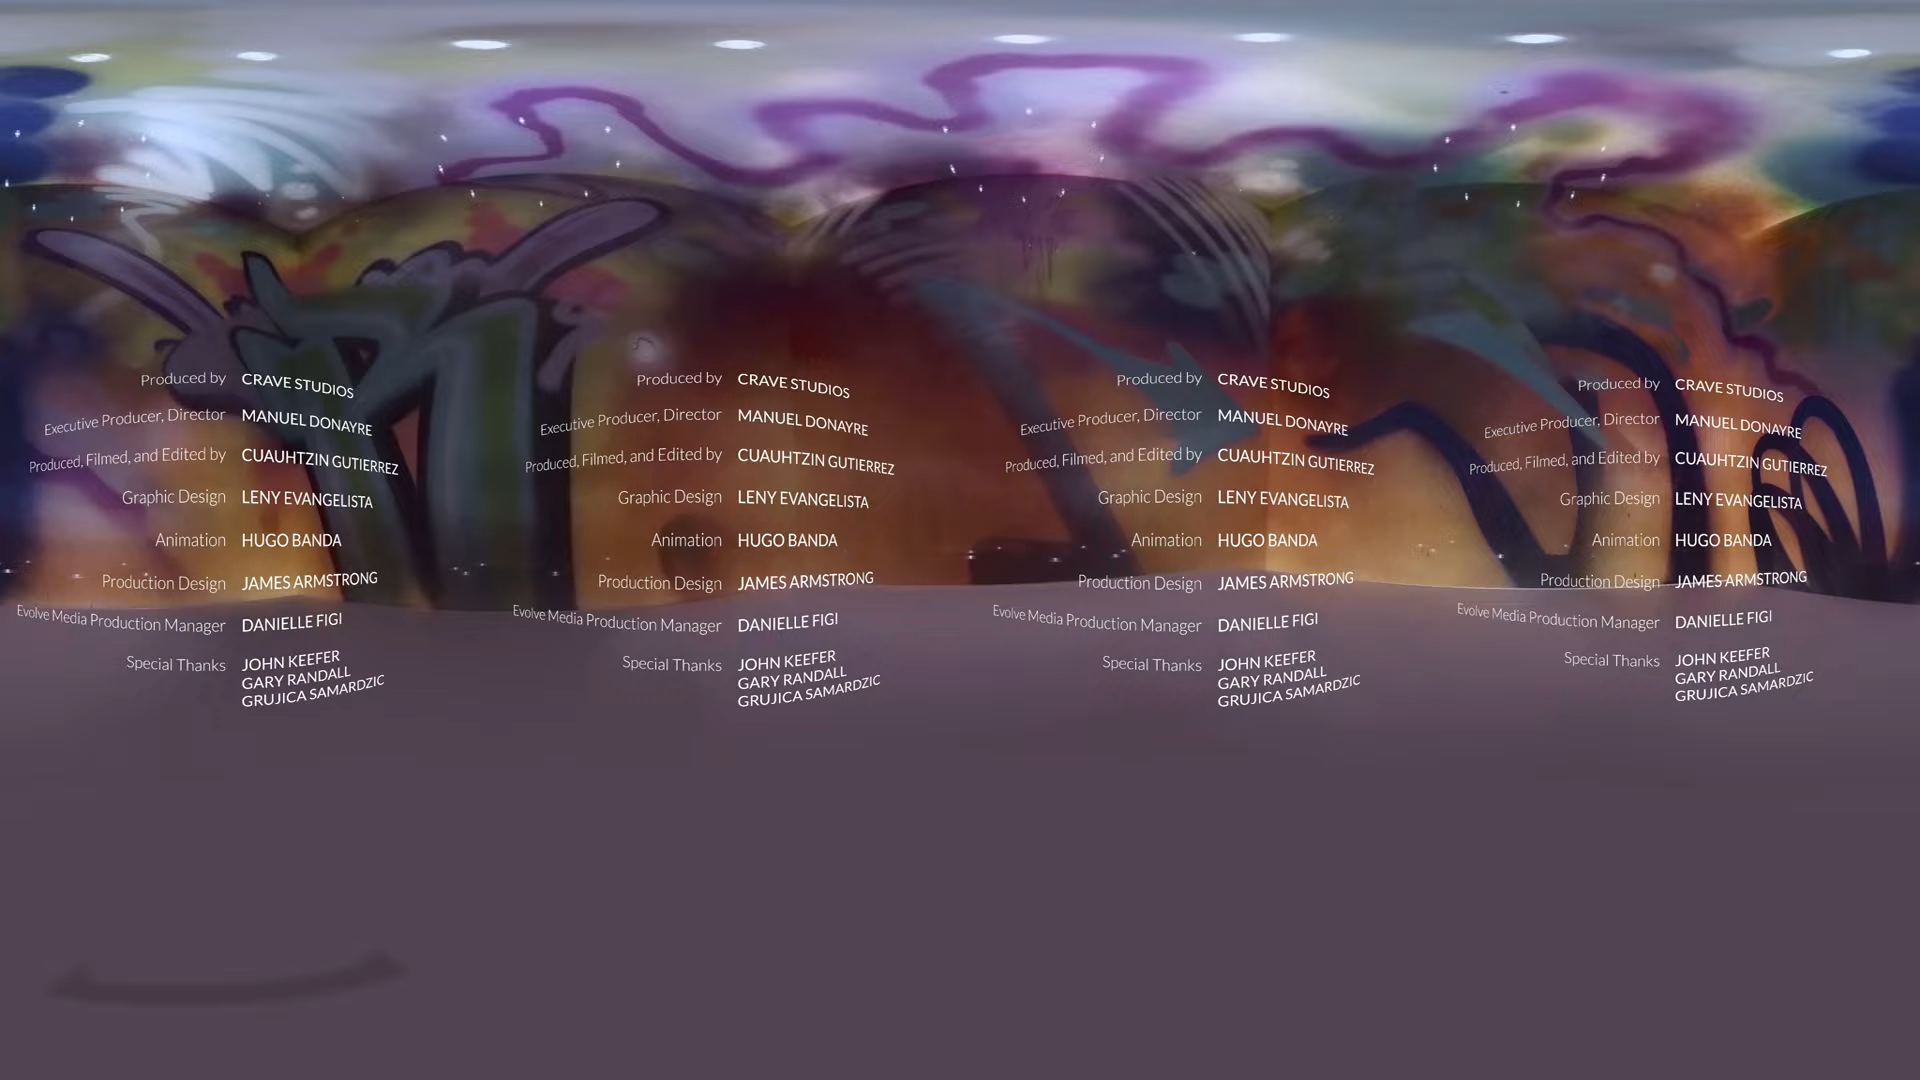 Produced by CRAVE STUDIOS
Executive Producer, Director MANUEL DONAYRE
Produced, Filmed, and Edited by CUAUHTZIN GUTIERREZ
Graphic Design LENY EVANGELISTA
Animation HUGO BANDA
Production Design JAMES ARMSTRONG
Evolve Media Production Manager DANIELLE FIGI
Special Thanks JOHN KEEFER
GARY RANDALL
GRUJICA SAMARDZIC
Produced by CRAVE STUDIOS
Executive Producer, Director MANUEL DONAYRE
Produced, Filmed, and Edited by CUAUHTZIN GUTIERREZ
Graphic Design LENY EVANGELISTA
Animation HUGO BANDA
Production Design JAMES ARMSTRONG
Evolve Media Production Manager DANIELLE FIGI
Special Thanks JOHN KEEFER
GARY RANDALL
GRUJICA SAMARDZIC
Produced by CRAVE STUDIOS
Executive Producer, Director MANUEL DONAYRE
Produced, Filmed, and Edited by CUAUHTZIN GUTIERREZ
Graphic Design LENY EVANGELISTA
Animation HUGO BANDA
Production Design JAMES ARMSTRONG
Evolve Media Production Manager DANIELLE FIGI
Special Thanks JOHN KEEFER
GARY RANDALL
GRUJICA SAMARDZIC
Produced by CRAVE STUDIOS
Executive Producer, Director MANUEL DONAYRE
Produced, Filmed, and Edited by CUAUHTZIN GUTIERREZ
Graphic Design LENY EVANGELISTA
Animation HUGO BANDA
Production Design JAMES ARMSTRONG
Evolve Media Production Manager DANIELLE FIGI
Special Thanks JOHN KEEFER
GARY RANDALL
GRUJICA SAMARDZIC